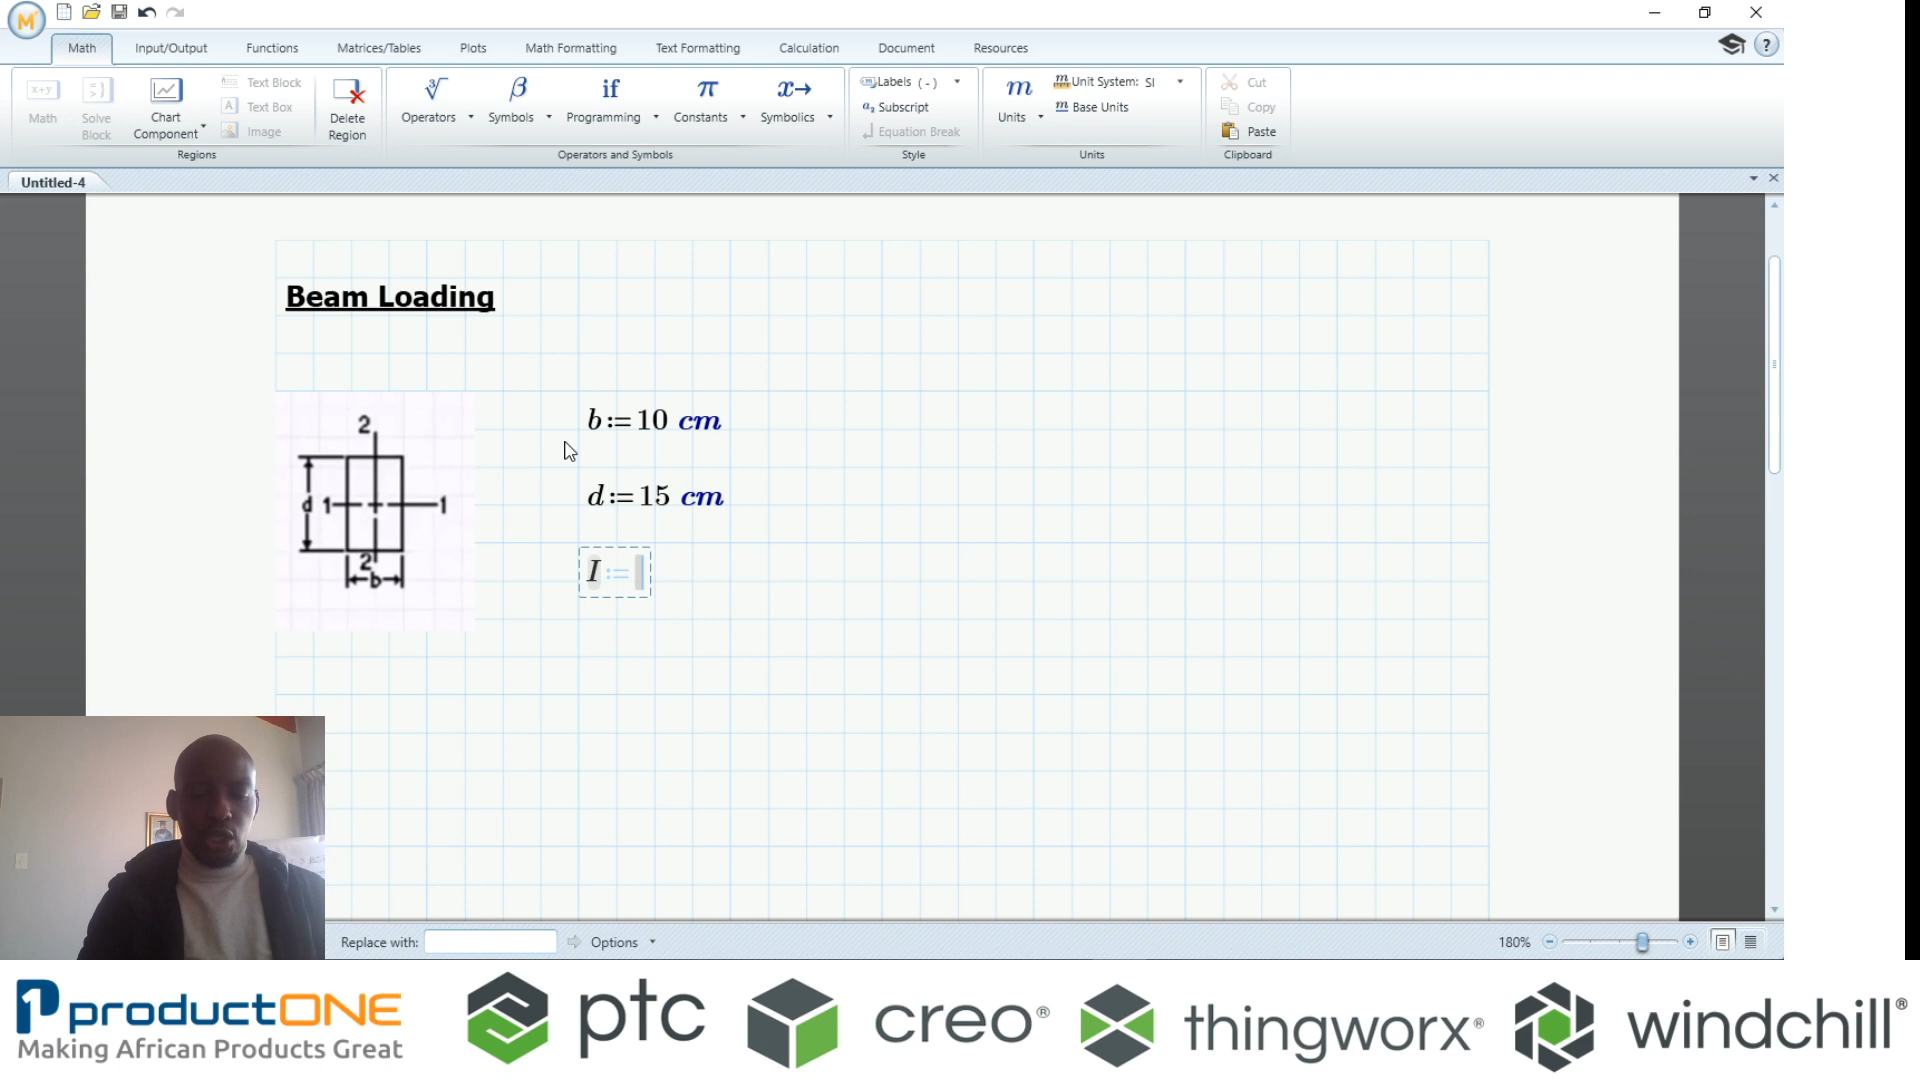 Math
Input/Output
Functions
Matrices/Tables
Plots
Math Formatting
Text Formatting
Calculation
Document
Resources
?
x+y
Math
Solve
Block
Chart
Component
Text Block
A Text Box
Image
Delete
Region
Regions
Operators
β
Symbols
if
Programming
π
Constants
x→
Symbolics
Operators and Symbols
Labels (-)
Subscript
Equation Break
Style
m
Units
Unit System: SI
m Base Units
Units
Cut
Copy
Paste
Clipboard
Untitled-4
Beam Loading
2
d
1
1
2
b
b := 10 cm
d := 15 cm
I :=
Replace with:
Options
180%
productONE
Making African Products Great
ptc
creo®
thingworx®
windchill®